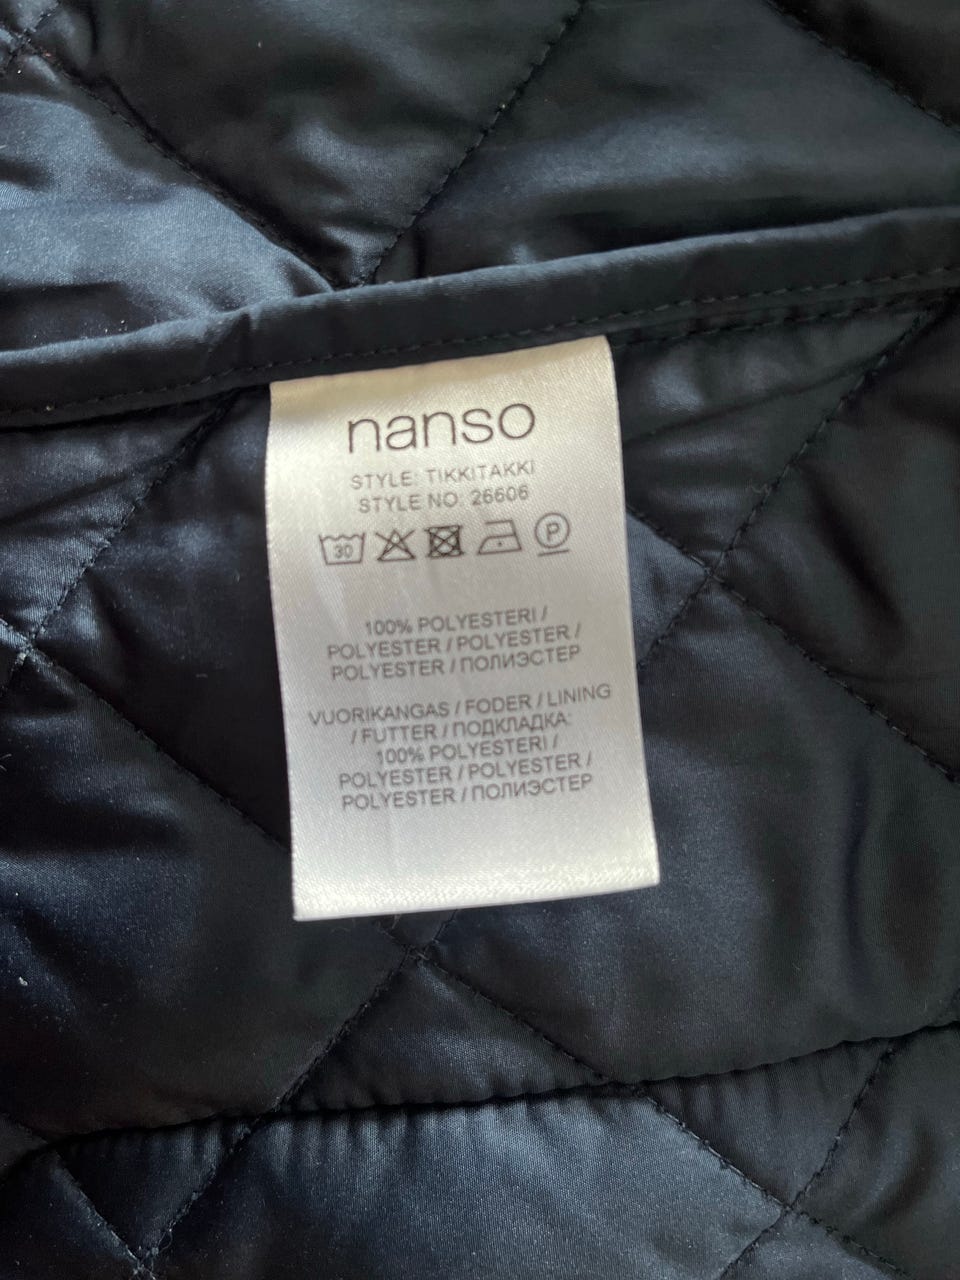 nanso
STYLE: TIKKITAKKI
STYLE NO: 26606
30 P
100% POLYESTERI /
POLYESTER / POLYESTER /
POLYESTER / ПОЛИЭСТЕР
VUORIKANGAS / FODER / LINING
/ FUTTER / ПОДКЛАДКА:
100% POLYESTERI /
POLYESTER / POLYESTER /
POLYESTER / ПОЛИЭСТЕР